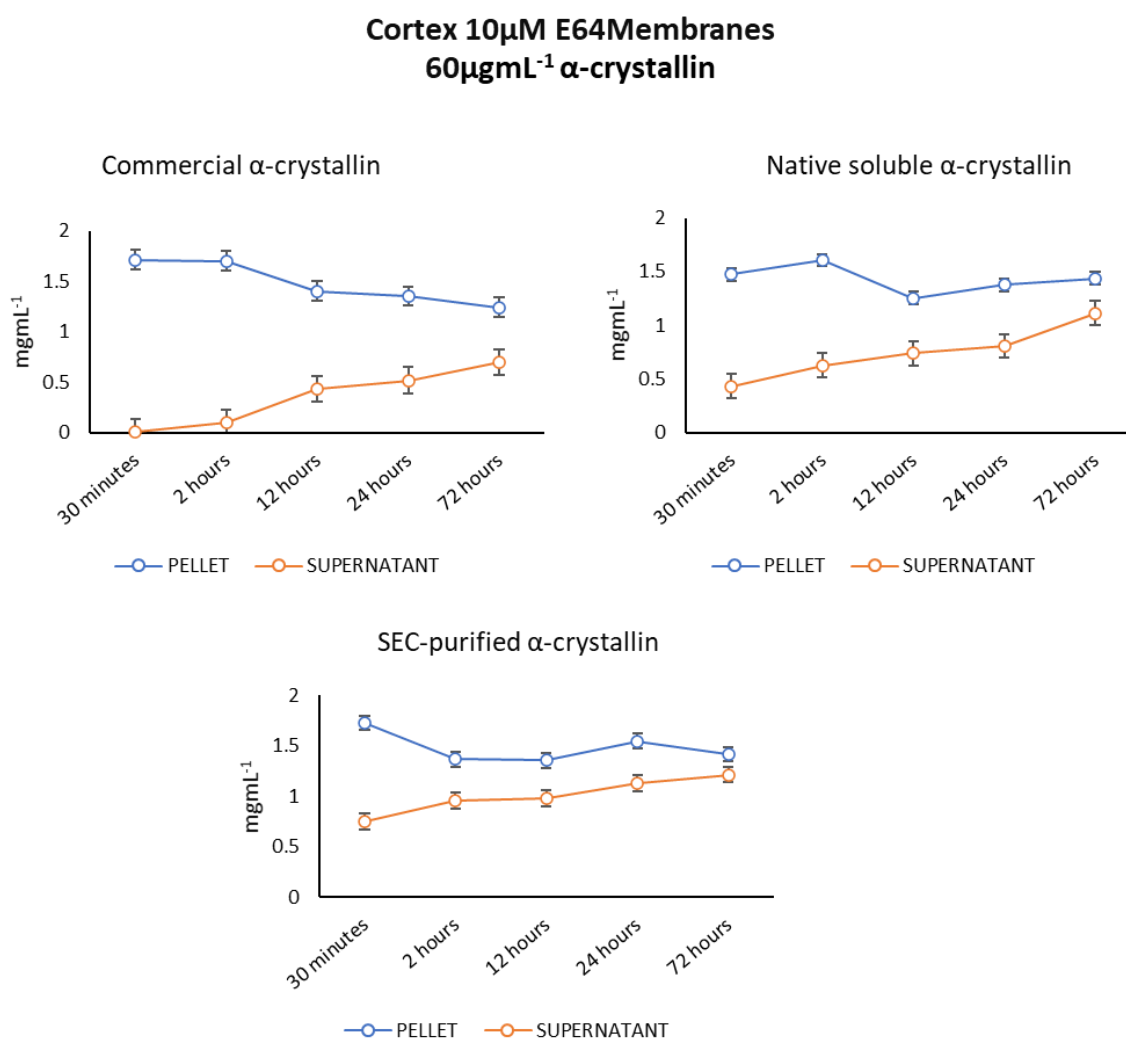 Cortex 10µM E64Membranes
60µgmL⁻¹ α-crystallin
Commercial α-crystallin
2
1.5
1
0.5
0
mgmL⁻¹
30 minutes
2 hours
12 hours
24 hours
72 hours
PELLET
SUPERNATANT
Native soluble α-crystallin
2
1.5
1
0.5
0
mgmL⁻¹
30 minutes
2 hours
12 hours
24 hours
72 hours
PELLET
SUPERNATANT
SEC-purified α-crystallin
2
1.5
1
0.5
0
mgmL⁻¹
30 minutes
2 hours
12 hours
24 hours
72 hours
PELLET
SUPERNATANT